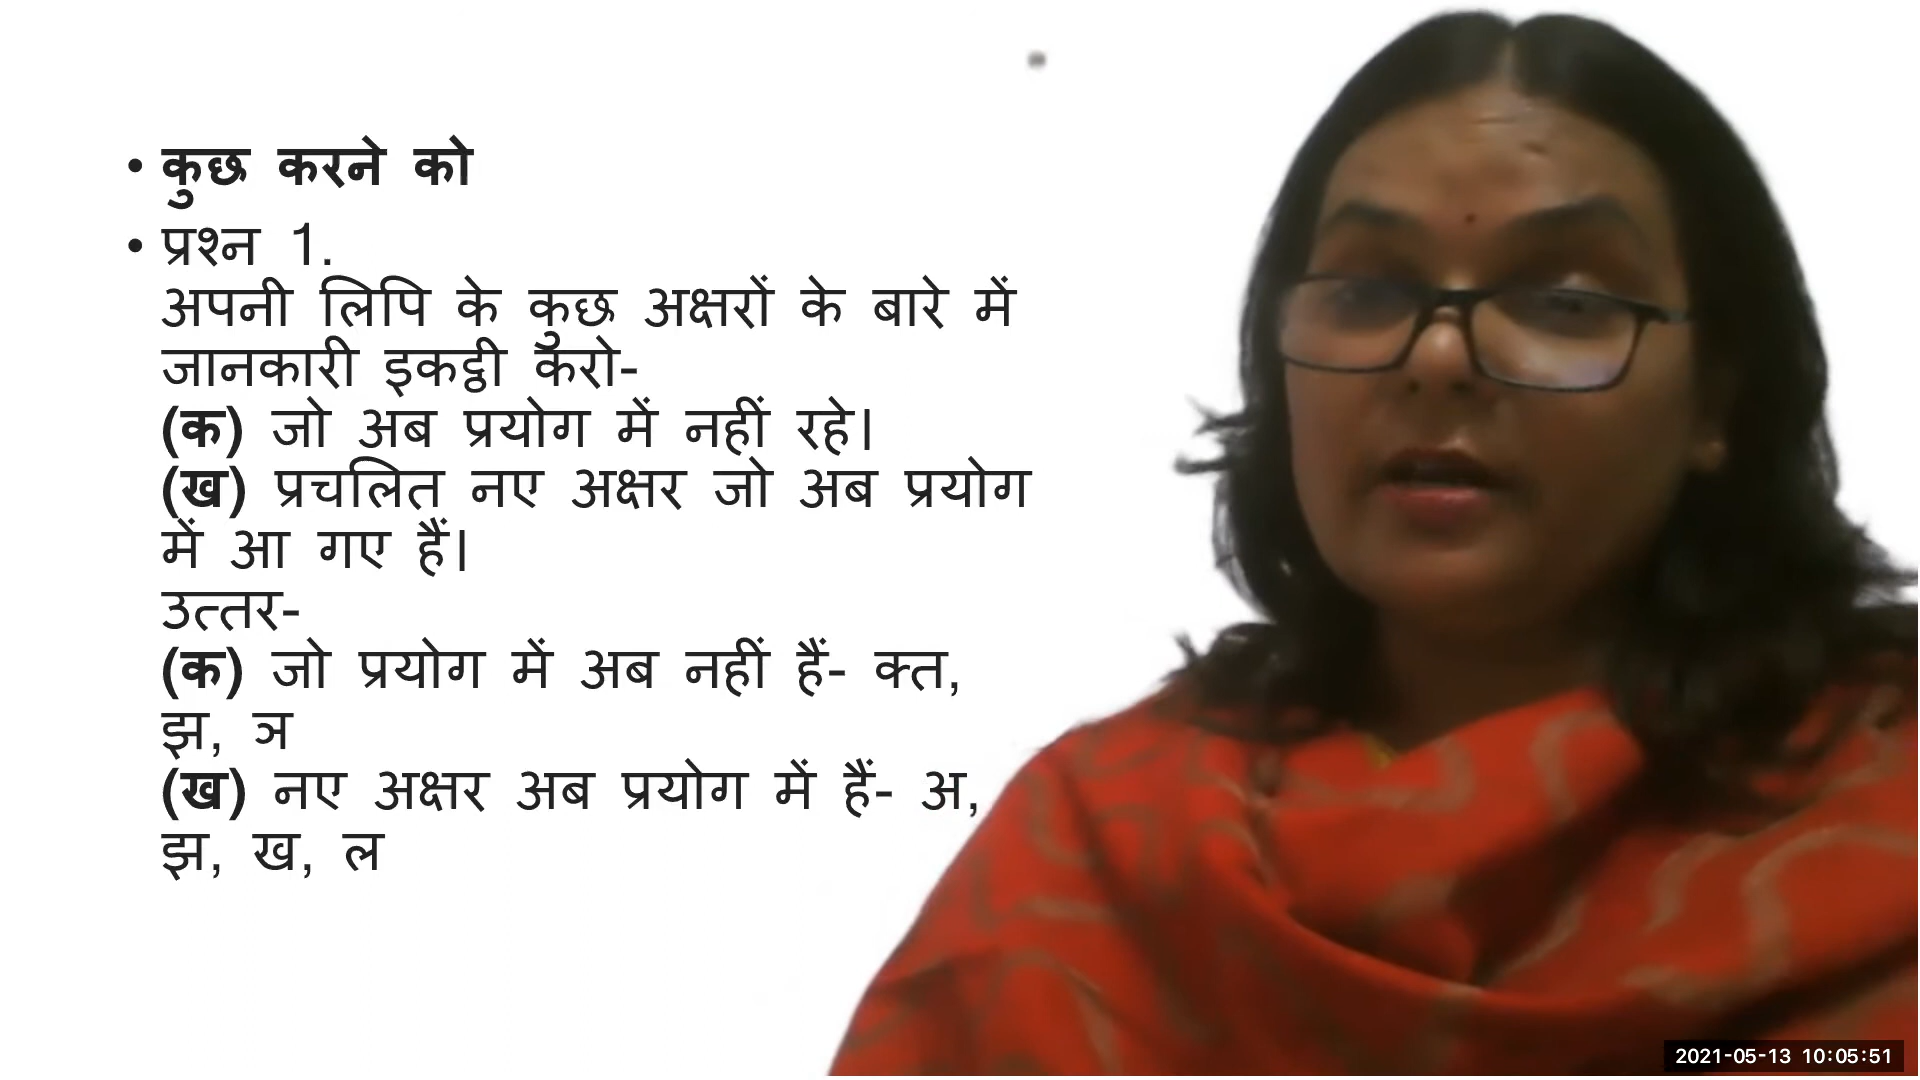 • कुछ करने को
• प्रश्न 1.
अपनी लिपि के कुछ अक्षरों के बारे में
जानकारी इकट्ठी करो-
(क) जो अब प्रयोग में नहीं रहे।
(ख) प्रचलित नए अक्षर जो अब प्रयोग
में आ गए हैं।
उत्तर-
(क) जो प्रयोग में अब नहीं हैं- क्त,
झ, ञ
(ख) नए अक्षर अब प्रयोग में हैं- अ,
झ, ख, ल
2021-05-13 10:05:51